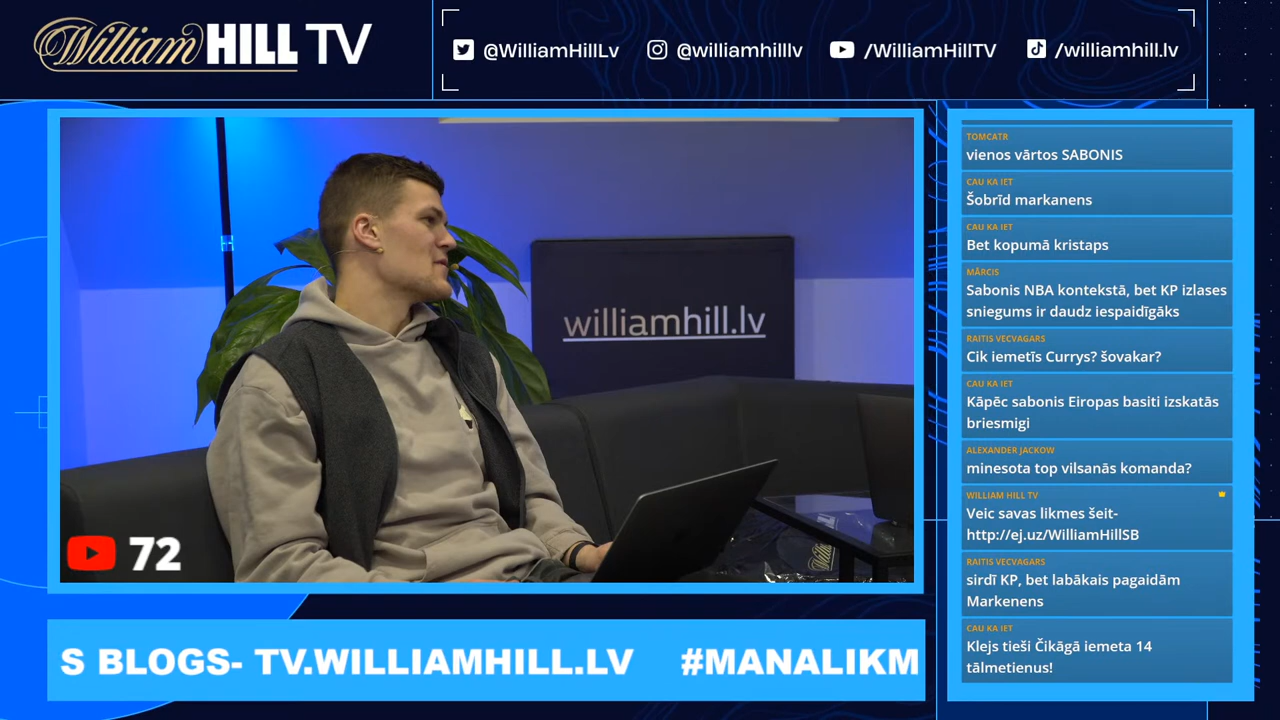 William HILL TV
@WilliamHillLv
@williamhilllv
/WilliamHillTV
/williamhill.lv
williamhill.lv
72
S BLOGS- TV.WILLIAMHILL.LV #MANALIKM
TOMCATR
vienos vārtos SABONIS
CAU KA IET
Šobrīd markanens
CAU KA IET
Bet kopumā kristaps
MĀRCIS
Sabonis NBA kontekstā, bet KP izlases
sniegums ir daudz iespaidīgāks
RAITIS VECVAGARS
Cik iemetīs Currys? šovakar?
CAU KA IET
Kāpēc sabonis Eiropas basiti izskatās
briesmigi
ALEXANDER JACKOW
minesota top vilsanās komanda?
WILLIAM HILL TV
Veic savas likmes šeit-
http://ej.uz/WilliamHillSB
RAITIS VECVAGARS
sirdī KP, bet labākais pagaidām
Markenens
CAU KA IET
Klejs tieši Čikāgā iemeta 14
tālmetienus!